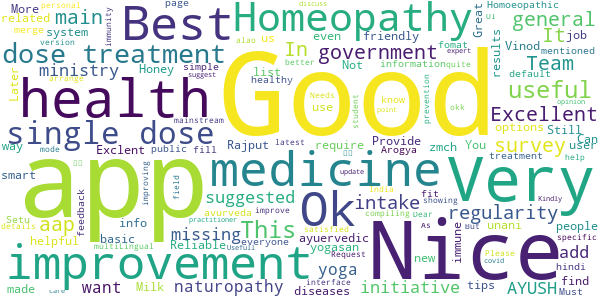 More page
related main Best Homeopathy Great Homoeopathic discuss
merge system us even friendly general ui
version dose treatment In government It job expert
immunity Later ministry Honey simple Not information quite Team Vinod mentioned
arrange health list healthy Good results default opinion
better Needs use know point prevention okk useful options Still
single dose student Excellent
way Rajput require You survey user Cap
Exclent public fill Provide zmch treatment help
smart mode app medicine Arogya Very
mainstream suggest latest update
improving field Ok intake fit showing India Kindly
feedback suggested As
Setu aap missing This ayurveda improve regularity people
details helpful info practitioner satisfied compiling Dear specific
basic Reliable everyone ayuervedic But unani add
multilingual Usefull Request yogasan immune Please hindi
improvement yoga new covid
want naturopathy interface initiative tips AYUSH find
made Milk Care diseases Must
Nice